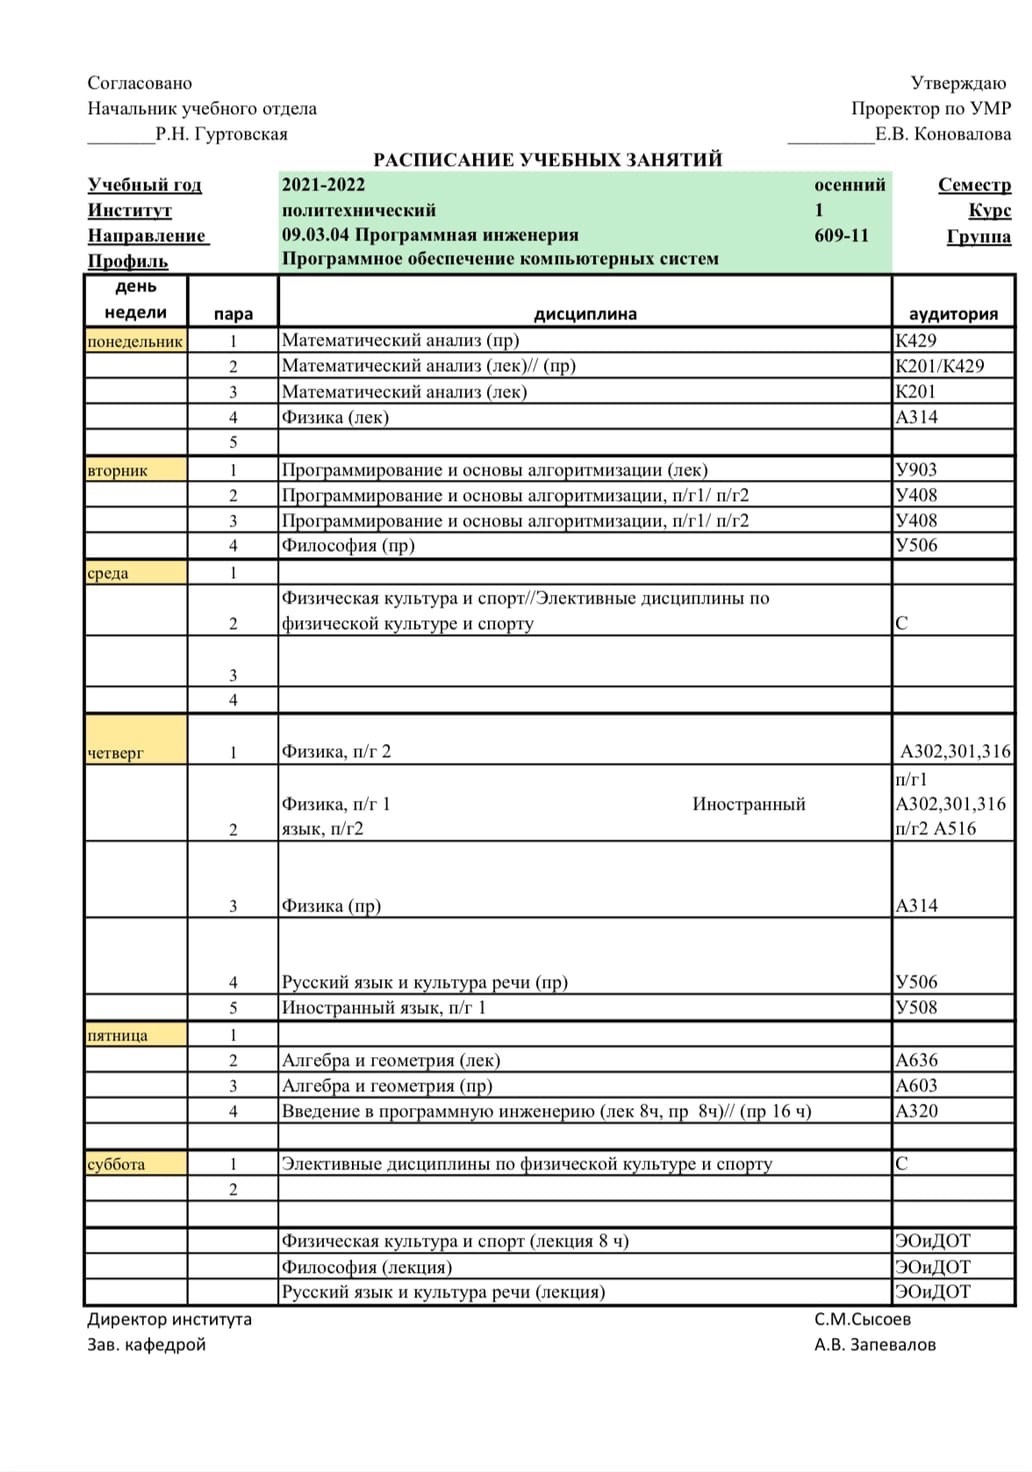 Согласовано Утверждаю
Начальник учебного отдела Проректор по УМР
_______Р.Н. Гуртовская _________Е.В. Коновалова
РАСПИСАНИЕ УЧЕБНЫХ ЗАНЯТИЙ
Учебный год 2021-2022 осенний Семестр
Институт политехнический 1 Курс
Направление 09.03.04 Программная инженерия 609-11 Группа
Профиль Программное обеспечение компьютерных систем
день
недели пара дисциплина аудитория
понедельник 1 Математический анализ (пр) К429
2 Математический анализ (лек)// (пр) К201/К429
3 Математический анализ (лек) К201
4 Физика (лек) А314
5
вторник 1 Программирование и основы алгоритмизации (лек) У903
2 Программирование и основы алгоритмизации, п/г1/ п/г2 У408
3 Программирование и основы алгоритмизации, п/г1/ п/г2 У408
4 Философия (пр) У506
среда 1
Физическая культура и спорт//Элективные дисциплины по
2 физической культуре и спорту С
3
4
четверг 1 Физика, п/г 2 А302,301,316
п/г1
Физика, п/г 1 Иностранный А302,301,316
2 язык, п/г2 п/г2 А516
3 Физика (пр) А314
4 Русский язык и культура речи (пр) У506
5 Иностранный язык, п/г 1 У508
пятница 1
2 Алгебра и геометрия (лек) А636
3 Алгебра и геометрия (пр) А603
4 Введение в программную инженерию (лек 8ч, пр 8ч)// (пр 16 ч) А320
суббота 1 Элективные дисциплины по физической культуре и спорту С
2
Физическая культура и спорт (лекция 8 ч) ЭОиДОТ
Философия (лекция) ЭОиДОТ
Русский язык и культура речи (лекция) ЭОиДОТ
Директор института С.М.Сысоев
Зав. кафедрой А.В. Запевалов